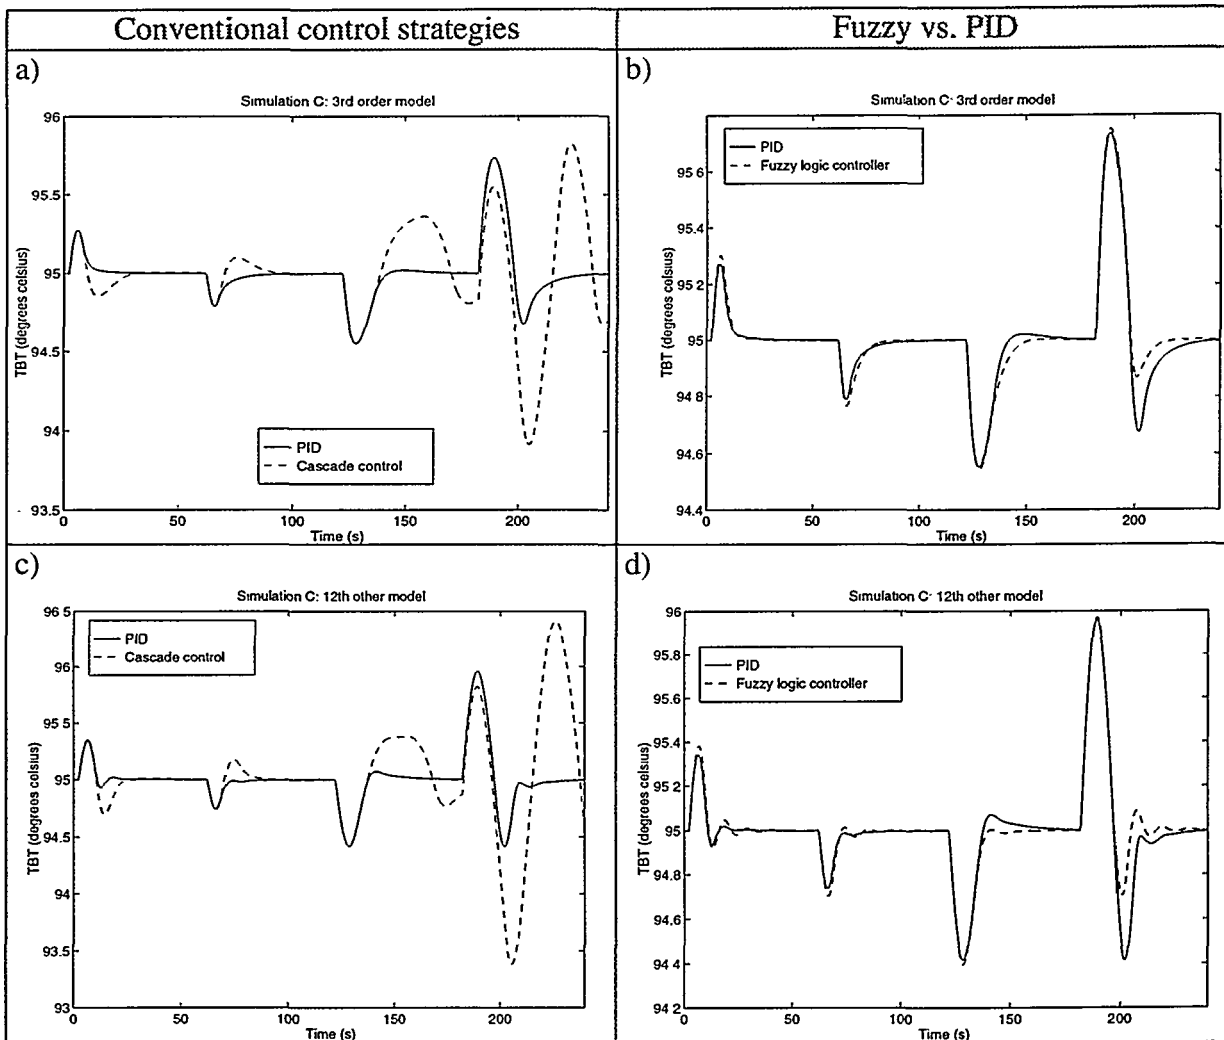 Conventional control strategies
Fuzzy vs. PID
a)
Simulation C: 3rd order model
96
95.5
95
94.5
94
93.5
TBT (degrees celsius)
PID
Cascade control
0 50 100 150 200
Time (s)
b)
Simulation C: 3rd order model
95.6
95.4
95.2
95
94.8
94.6
94.4
TBT (degrees celsius)
PID
Fuzzy logic controller
0 50 100 150 200
Time (s)
c)
Simulation C: 12th other model
96 5
96
95.5
95
94.5
94
93.5
93
TBT (degrees celsius)
PID
Cascade control
0 50 100 150 200
Time (s)
d)
Simulation C: 12th other model
96
95.8
95.6
95.4
95.2
95
94.8
94.6
94 4
94 2
TBT (degrees celsius)
PID
Fuzzy logic controller
0 50 100 150 200
Time (s)